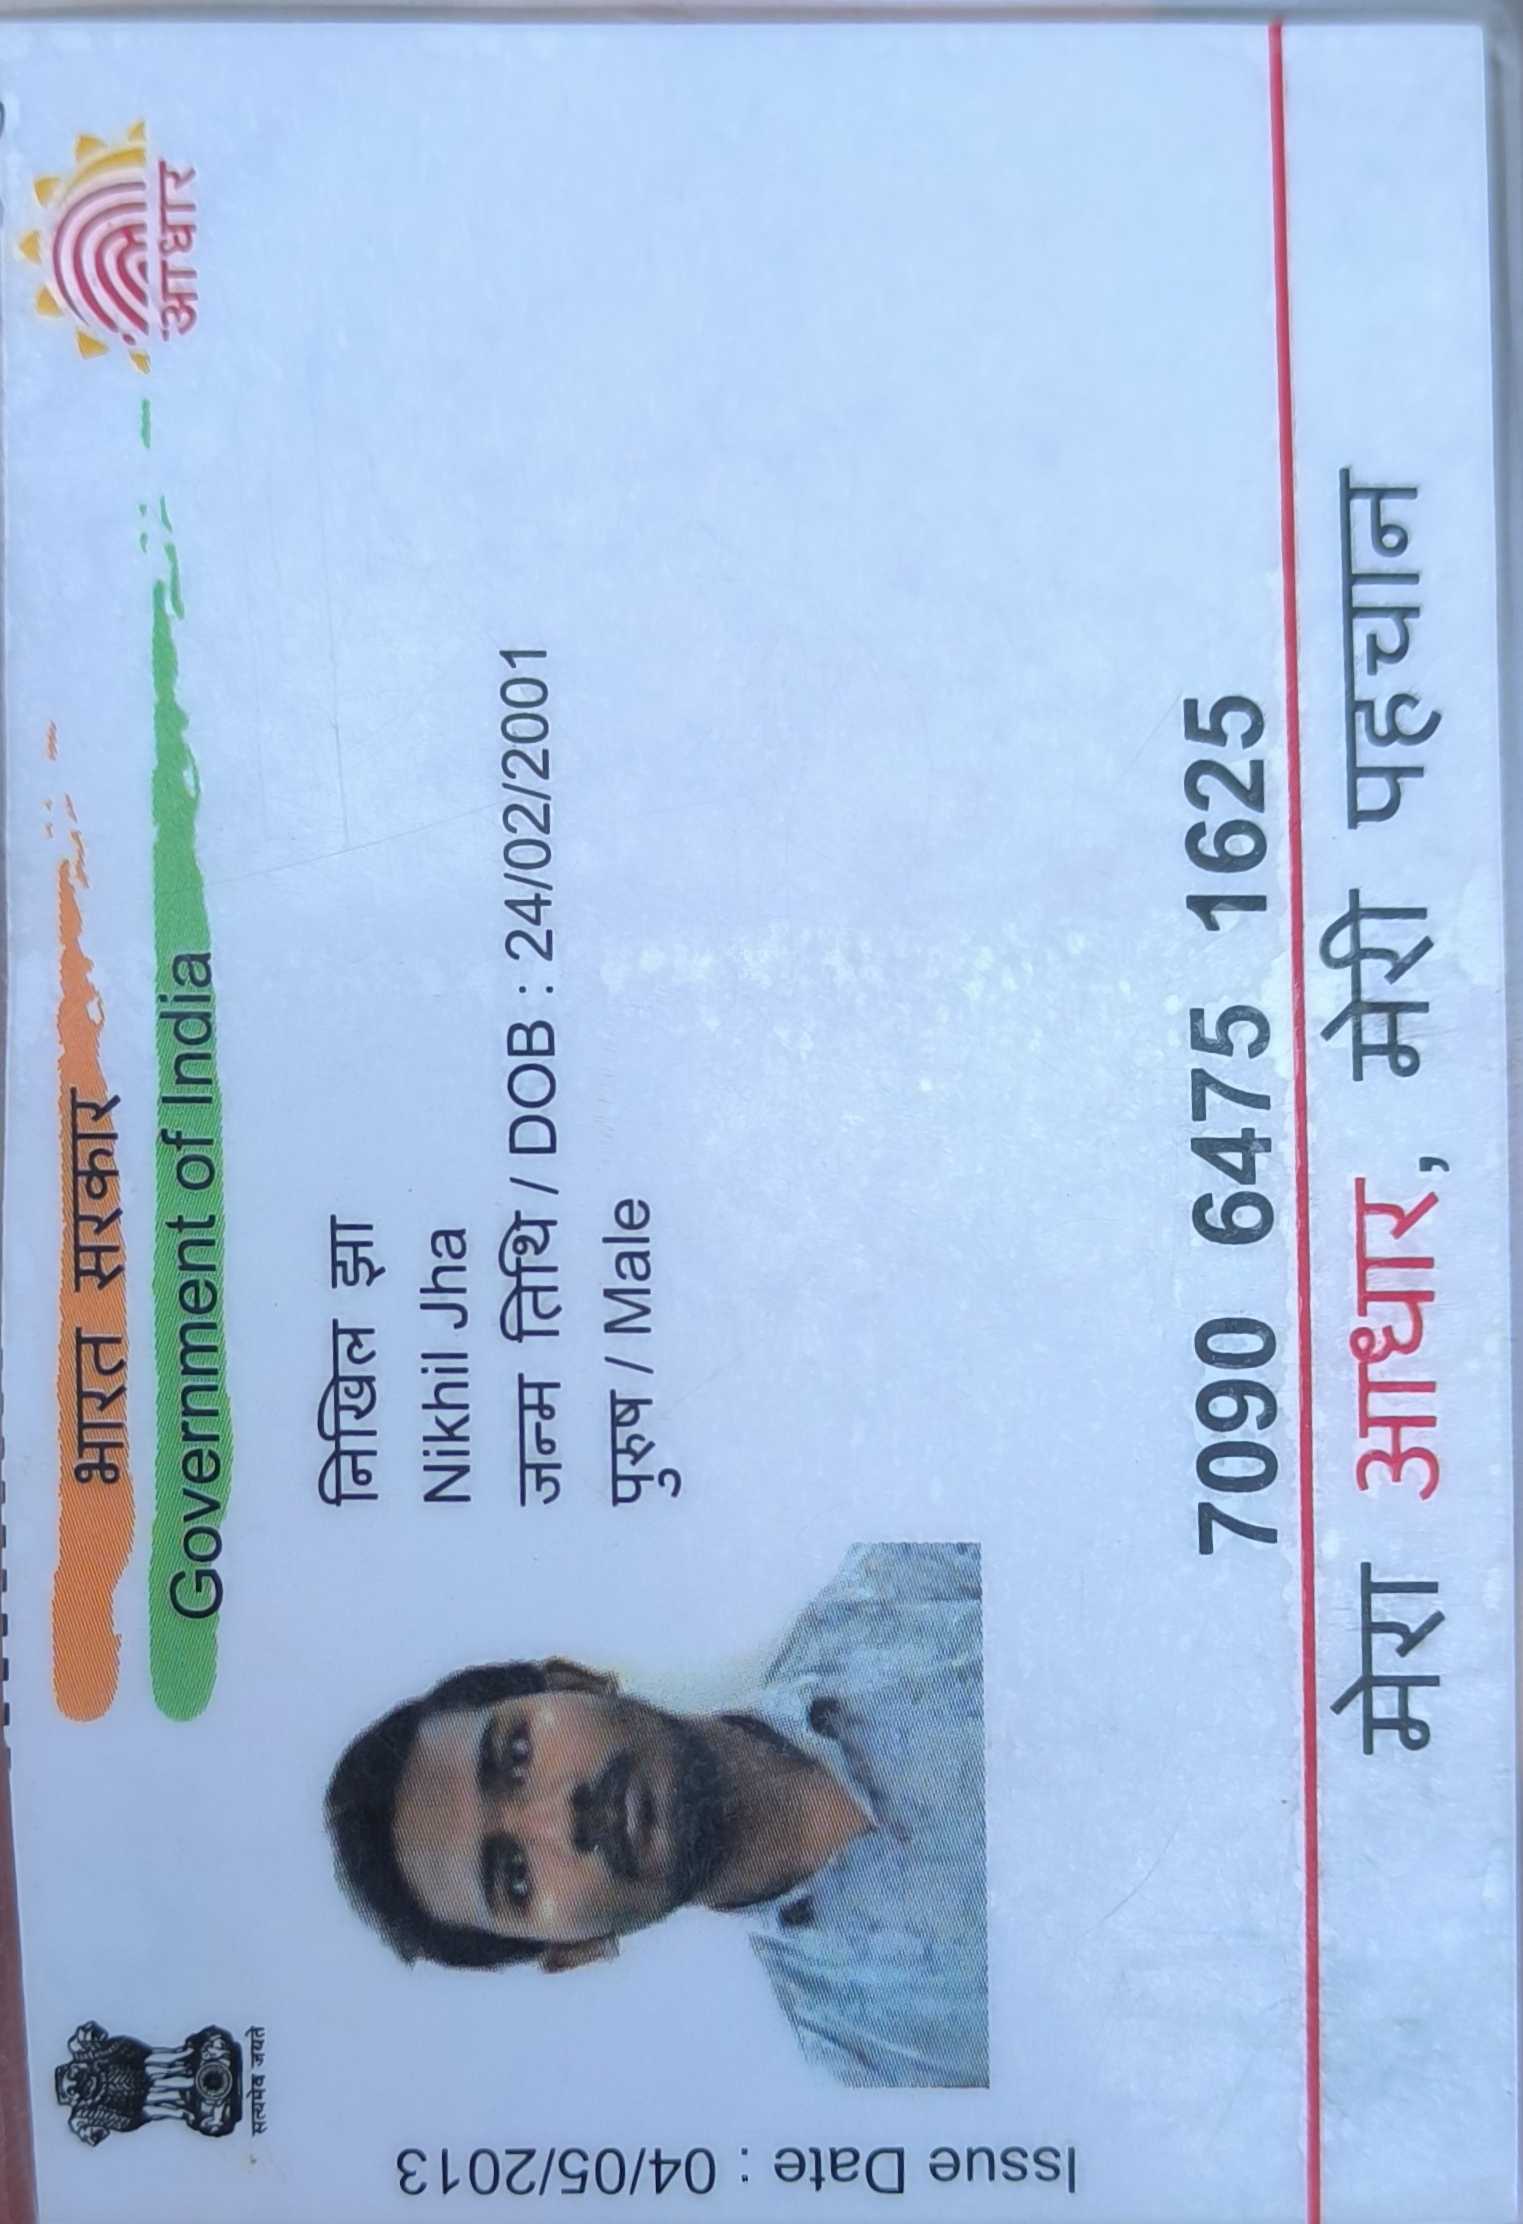 भारत सरकार
Government of India
सत्यमेव जयते
आधार
निखिल झा
Nikhil Jha
जन्म तिथि / DOB : 24/02/2001
पुरुष / Male
Issue Date : 04/05/2013
7090 6475 1625
मेरा आधार, मेरी पहचान